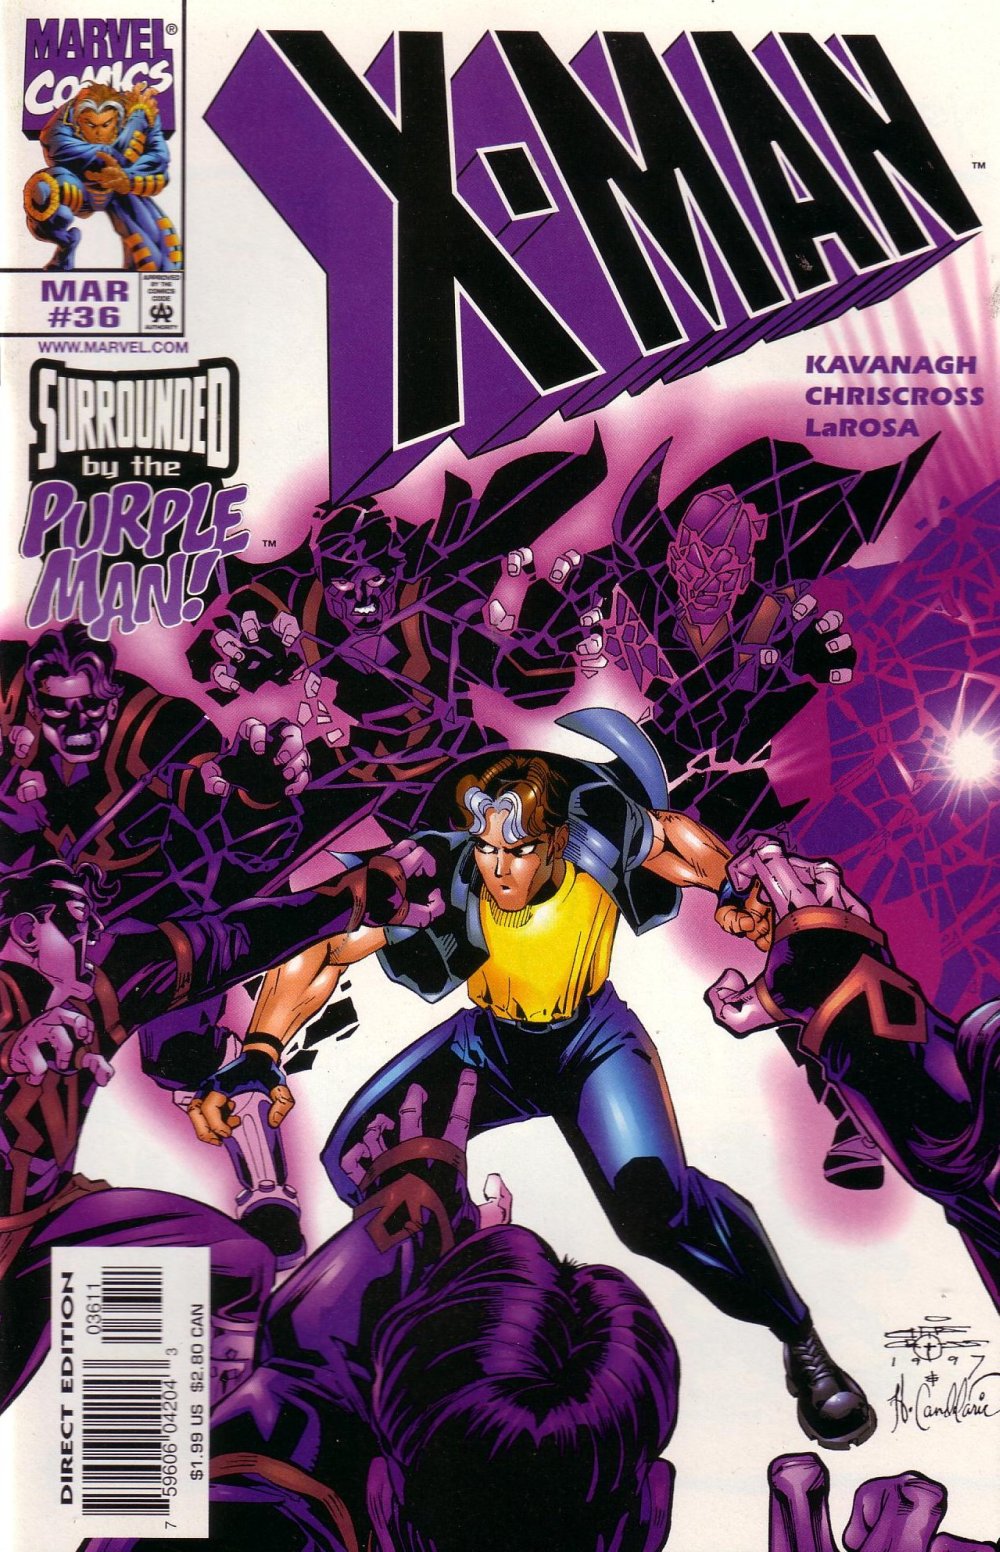 MARVEL®
COMICS
X-MAN
™
MAR
#36
APPROVED
BY THE
COMICS
CODE
CA
AUTHORITY
WWW.MARVEL.COM
KAVANAGH
CHRISCROSS
LaROSA
SURROUNDED
by the
PURPLE
MAN!
™
DIRECT EDITION
03611
7 59606 04204 3
$1.99 US $2.80 CAN
1997
&
H. Candelario